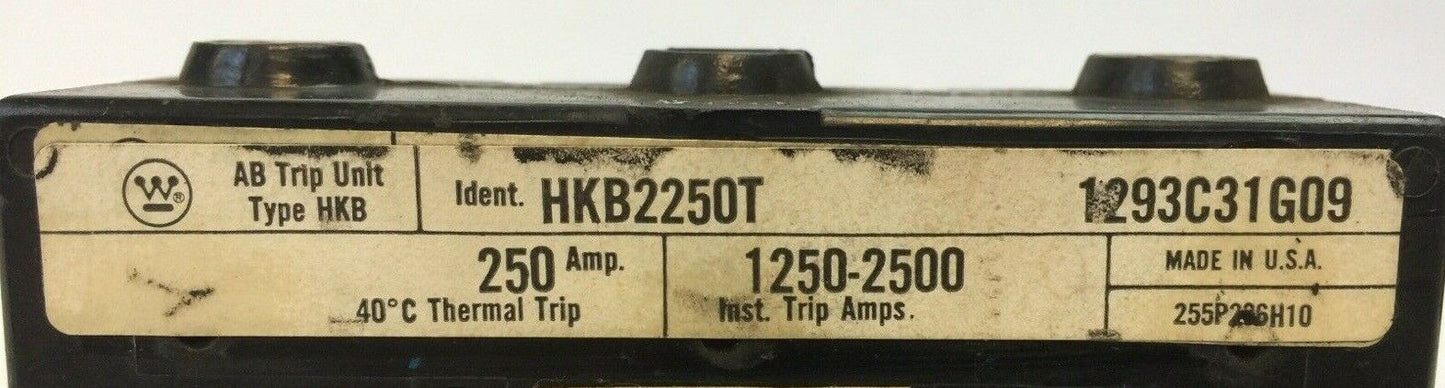 AB Trip Unit
Type HKB
Ident. HKB2250T 1293C31G09
250 Amp.
40°C Thermal Trip
1250-2500
Inst. Trip Amps.
MADE IN U.S.A.